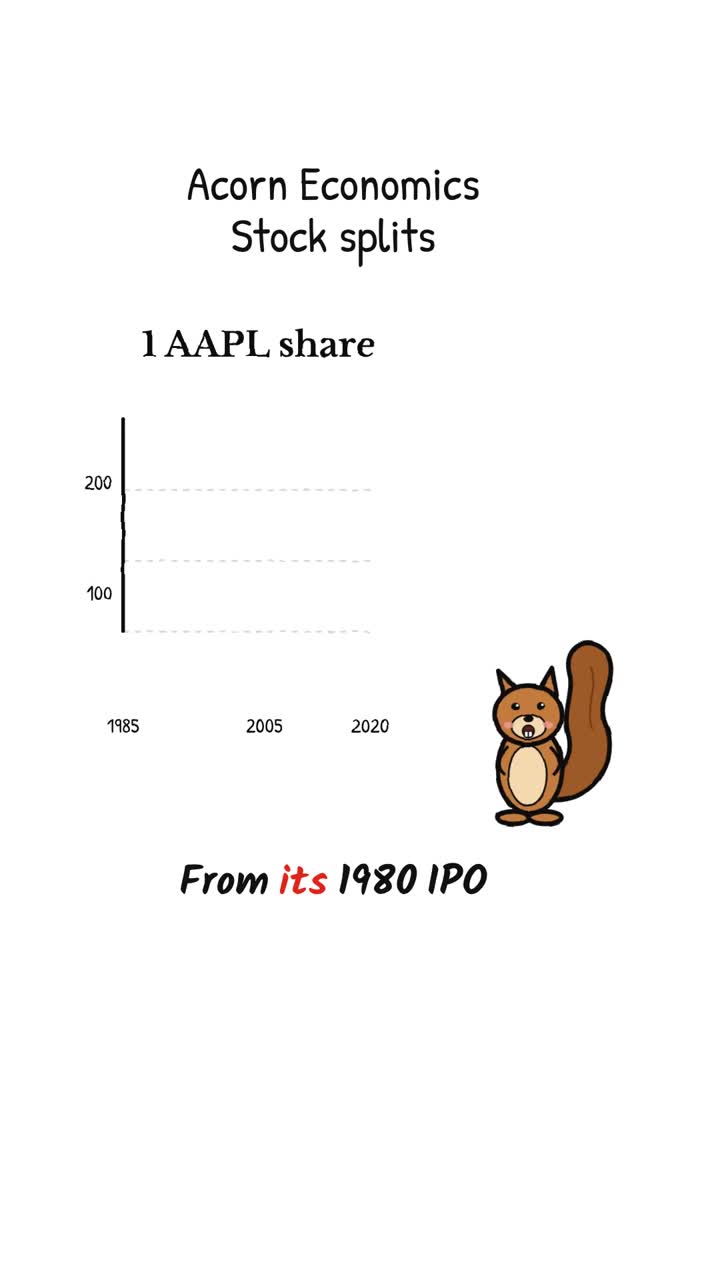 Acorn Economics
Stock splits
1 AAPL share
200
100
1985 2005 2020
From its 1980 IPO